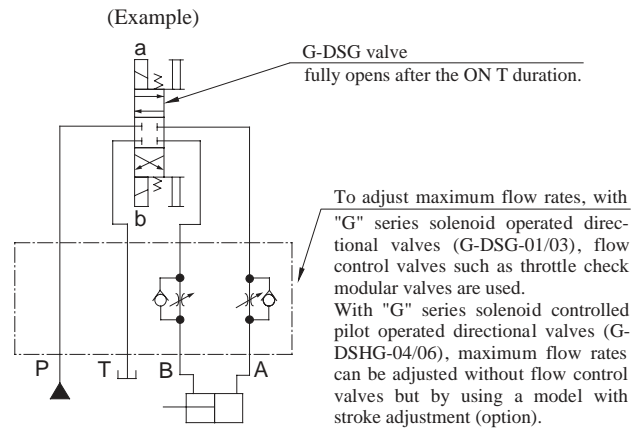 (Example)
a
G-DSG valve
fully opens after the ON T duration.
b
To adjust maximum flow rates, with
"G" series solenoid operated direc-
tional valves (G-DSG-01/03), flow
control valves such as throttle check
modular valves are used.
With "G" series solenoid controlled
pilot operated directional valves (G-
DSHG-04/06), maximum flow rates
can be adjusted without flow control
valves but by using a model with
stroke adjustment (option).
P T B A